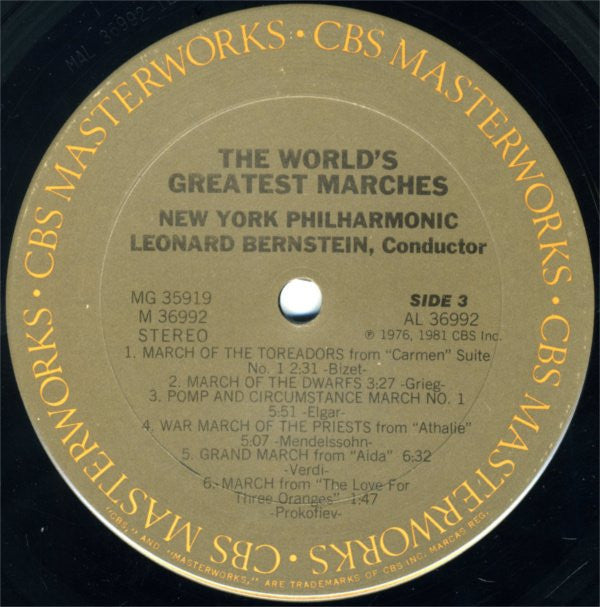 MAL 36992-1
CBS MASTERWORKS • CBS MASTERWORKS • CBS MASTERWORKS • CBS MASTERWORKS •
THE WORLD'S
GREATEST MARCHES
NEW YORK PHILHARMONIC
LEONARD BERNSTEIN, Conductor
MG 35919
M 36992
STEREO
SIDE 3
AL 36992
℗ 1976, 1981 CBS Inc.
1. MARCH OF THE TOREADORS from "Carmen" Suite
No. 1 2:31 -Bizet-
2. MARCH OF THE DWARFS 3:27 -Grieg-
3. POMP AND CIRCUMSTANCE MARCH NO. 1
5:51 -Elgar-
4. WAR MARCH OF THE PRIESTS from "Athalie"
5:07 -Mendelssohn-
5. GRAND MARCH from "Aida" 6:32
-Verdi-
6. MARCH from "The Love For
Three Oranges" 1:47
-Prokofiev-
"CBS," AND "MASTERWORKS," ARE TRADEMARKS OF CBS INC. MARCAS REG.